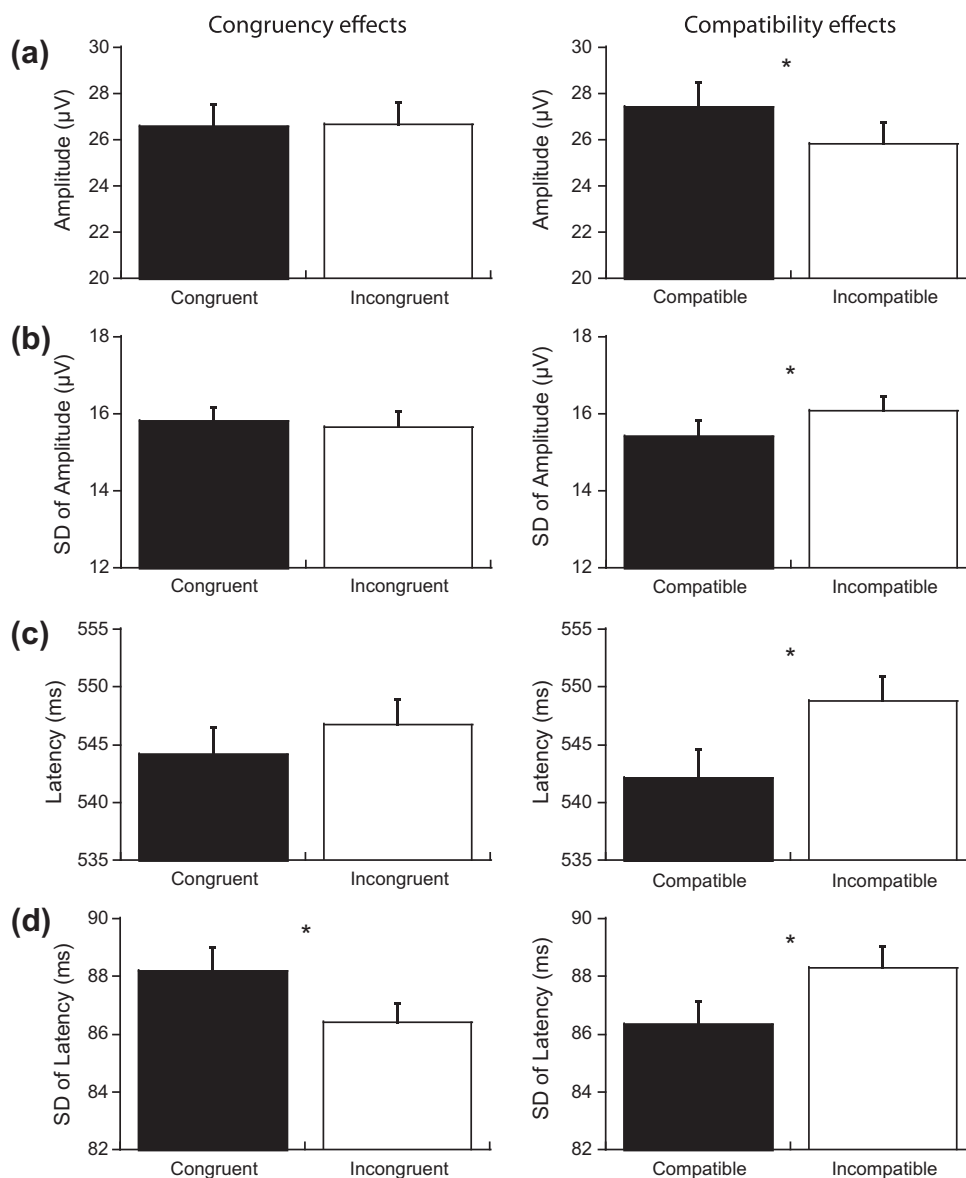 Congruency effects
Compatibility effects
(a)
Amplitude (µV)
30
28
26
24
22
20
Congruent
Incongruent
Amplitude (µV)
30
28
26
24
22
20
*
Compatible
Incompatible
(b)
SD of Amplitude (µV)
18
16
14
12
Congruent
Incongruent
SD of Amplitude (µV)
18
16
14
12
*
Compatible
Incompatible
(c)
Latency (ms)
555
550
545
540
535
Congruent
Incongruent
Latency (ms)
555
550
545
540
535
*
Compatible
Incompatible
(d)
SD of Latency (ms)
90
88
86
84
82
*
Congruent
Incongruent
SD of Latency (ms)
90
88
86
84
82
*
Compatible
Incompatible